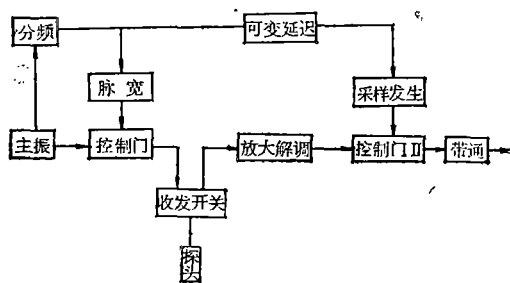 分频
可变延迟
脉宽
采样发生
主振
控制门
放大解调
控制门Ⅱ
带通
收发开关
探头